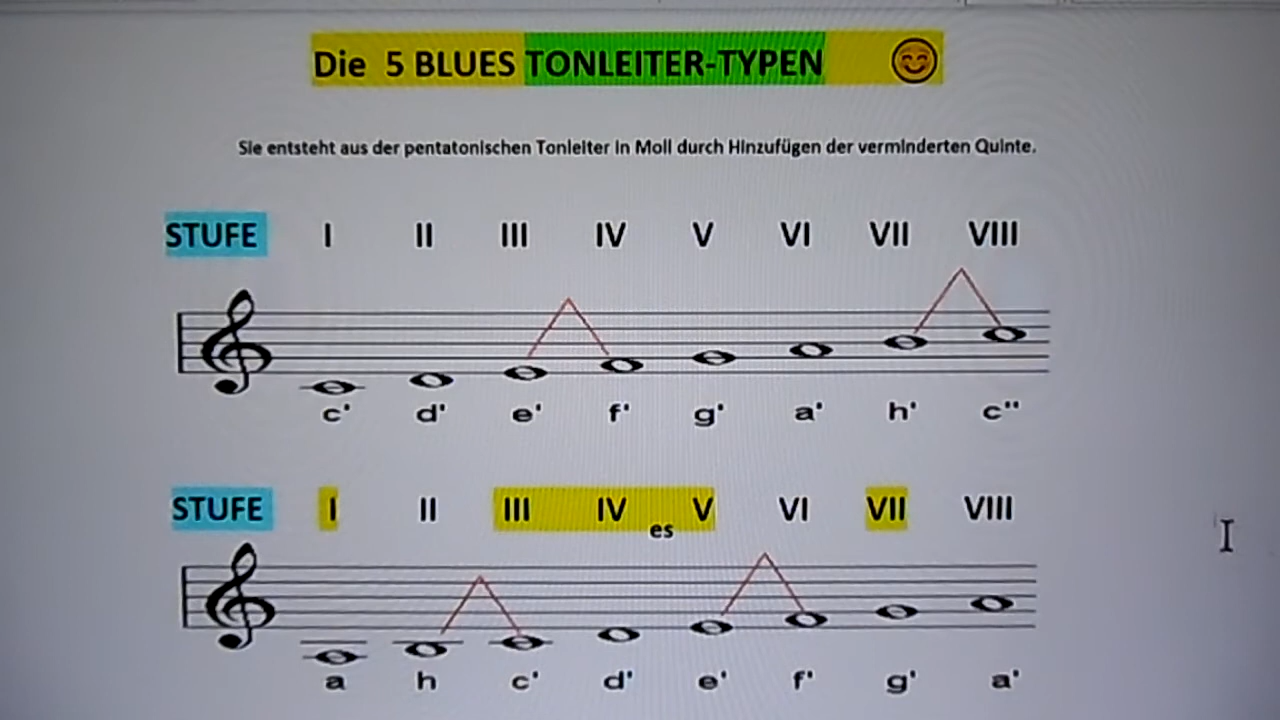 Die 5 BLUES TONLEITER-TYPEN
Sie entsteht aus der pentatonischen Tonleiter in Moll durch Hinzufügen der verminderten Quinte.
STUFE I II III IV V VI VII VIII
c' d' e' f' g' a' h' c''
STUFE I II III IV es V VI VII VIII
a h c' d' e' f' g' a'